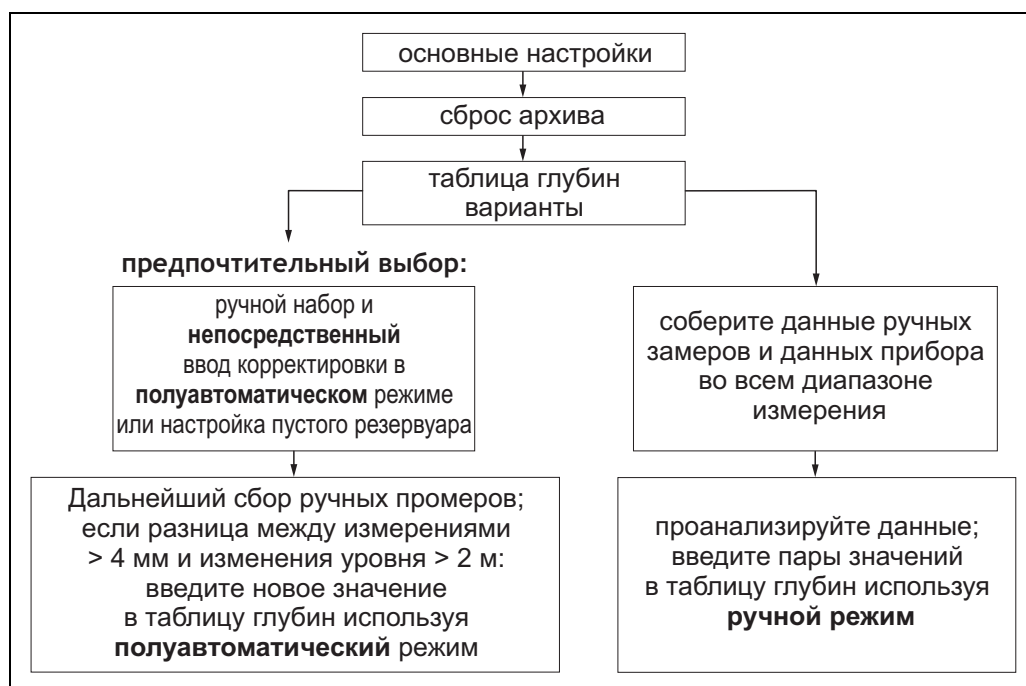 основные настройки
сброс архива
таблица глубин
варианты
предпочтительный выбор:
ручной набор и
непосредственный
ввод корректировки в
полуавтоматическом режиме
или настройка пустого резервуара
Дальнейший сбор ручных промеров;
если разница между измерениями
> 4 мм и изменения уровня > 2 м:
введите новое значение
в таблицу глубин используя
полуавтоматический режим
соберите данные ручных
замеров и данных прибора
во всем диапазоне
измерения
проанализируйте данные;
введите пары значений
в таблицу глубин используя
ручной режим